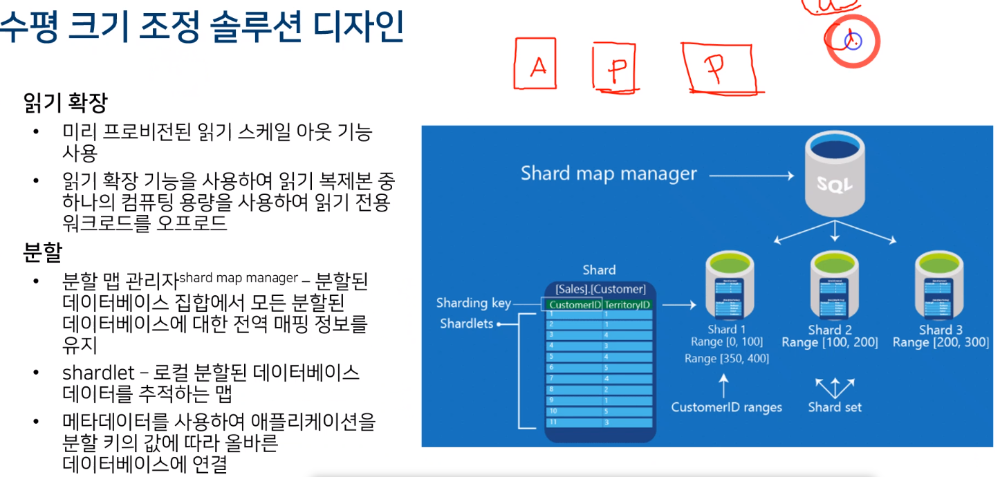 수평 크기 조정 솔루션 디자인
A
P
P
읽기 확장
• 미리 프로비전된 읽기 스케일 아웃 기능
사용
• 읽기 확장 기능을 사용하여 읽기 복제본 중
하나의 컴퓨팅 용량을 사용하여 읽기 전용
워크로드를 오프로드
분할
• 분할 맵 관리자shard map manager – 분할된
데이터베이스 집합에서 모든 분할된
데이터베이스에 대한 전역 매핑 정보를
유지
• shardlet – 로컬 분할된 데이터베이스
데이터를 추적하는 맵
• 메타데이터를 사용하여 애플리케이션을
분할 키의 값에 따라 올바른
데이터베이스에 연결
Shard map manager
SQL
Shard
[Sales].[Customer]
Sharding key
CustomerID TerritoryID
Shardlets
1 1
2 1
3 4
4 3
5 4
6 5
7 4
8 2
9 1
10 5
11 3
Shard 1
Range [0, 100]
Range [350, 400]
Shard 2
Range [100, 200]
Shard 3
Range [200, 300]
CustomerID ranges
Shard set